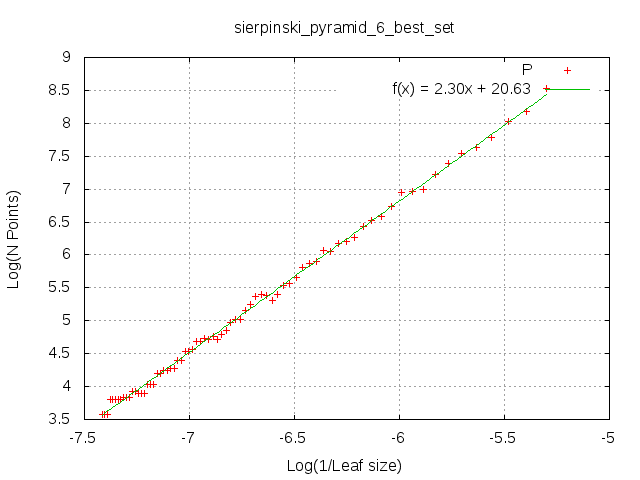 sierpinski_pyramid_6_best_set
9
P
8.5
f(x) = 2.30x + 20.63
8
7.5
7
6.5
6
5.5
5
4.5
4
3.5
Log(N Points)
-7.5 -7 -6.5 -6 -5.5 -5
Log(1/Leaf size)